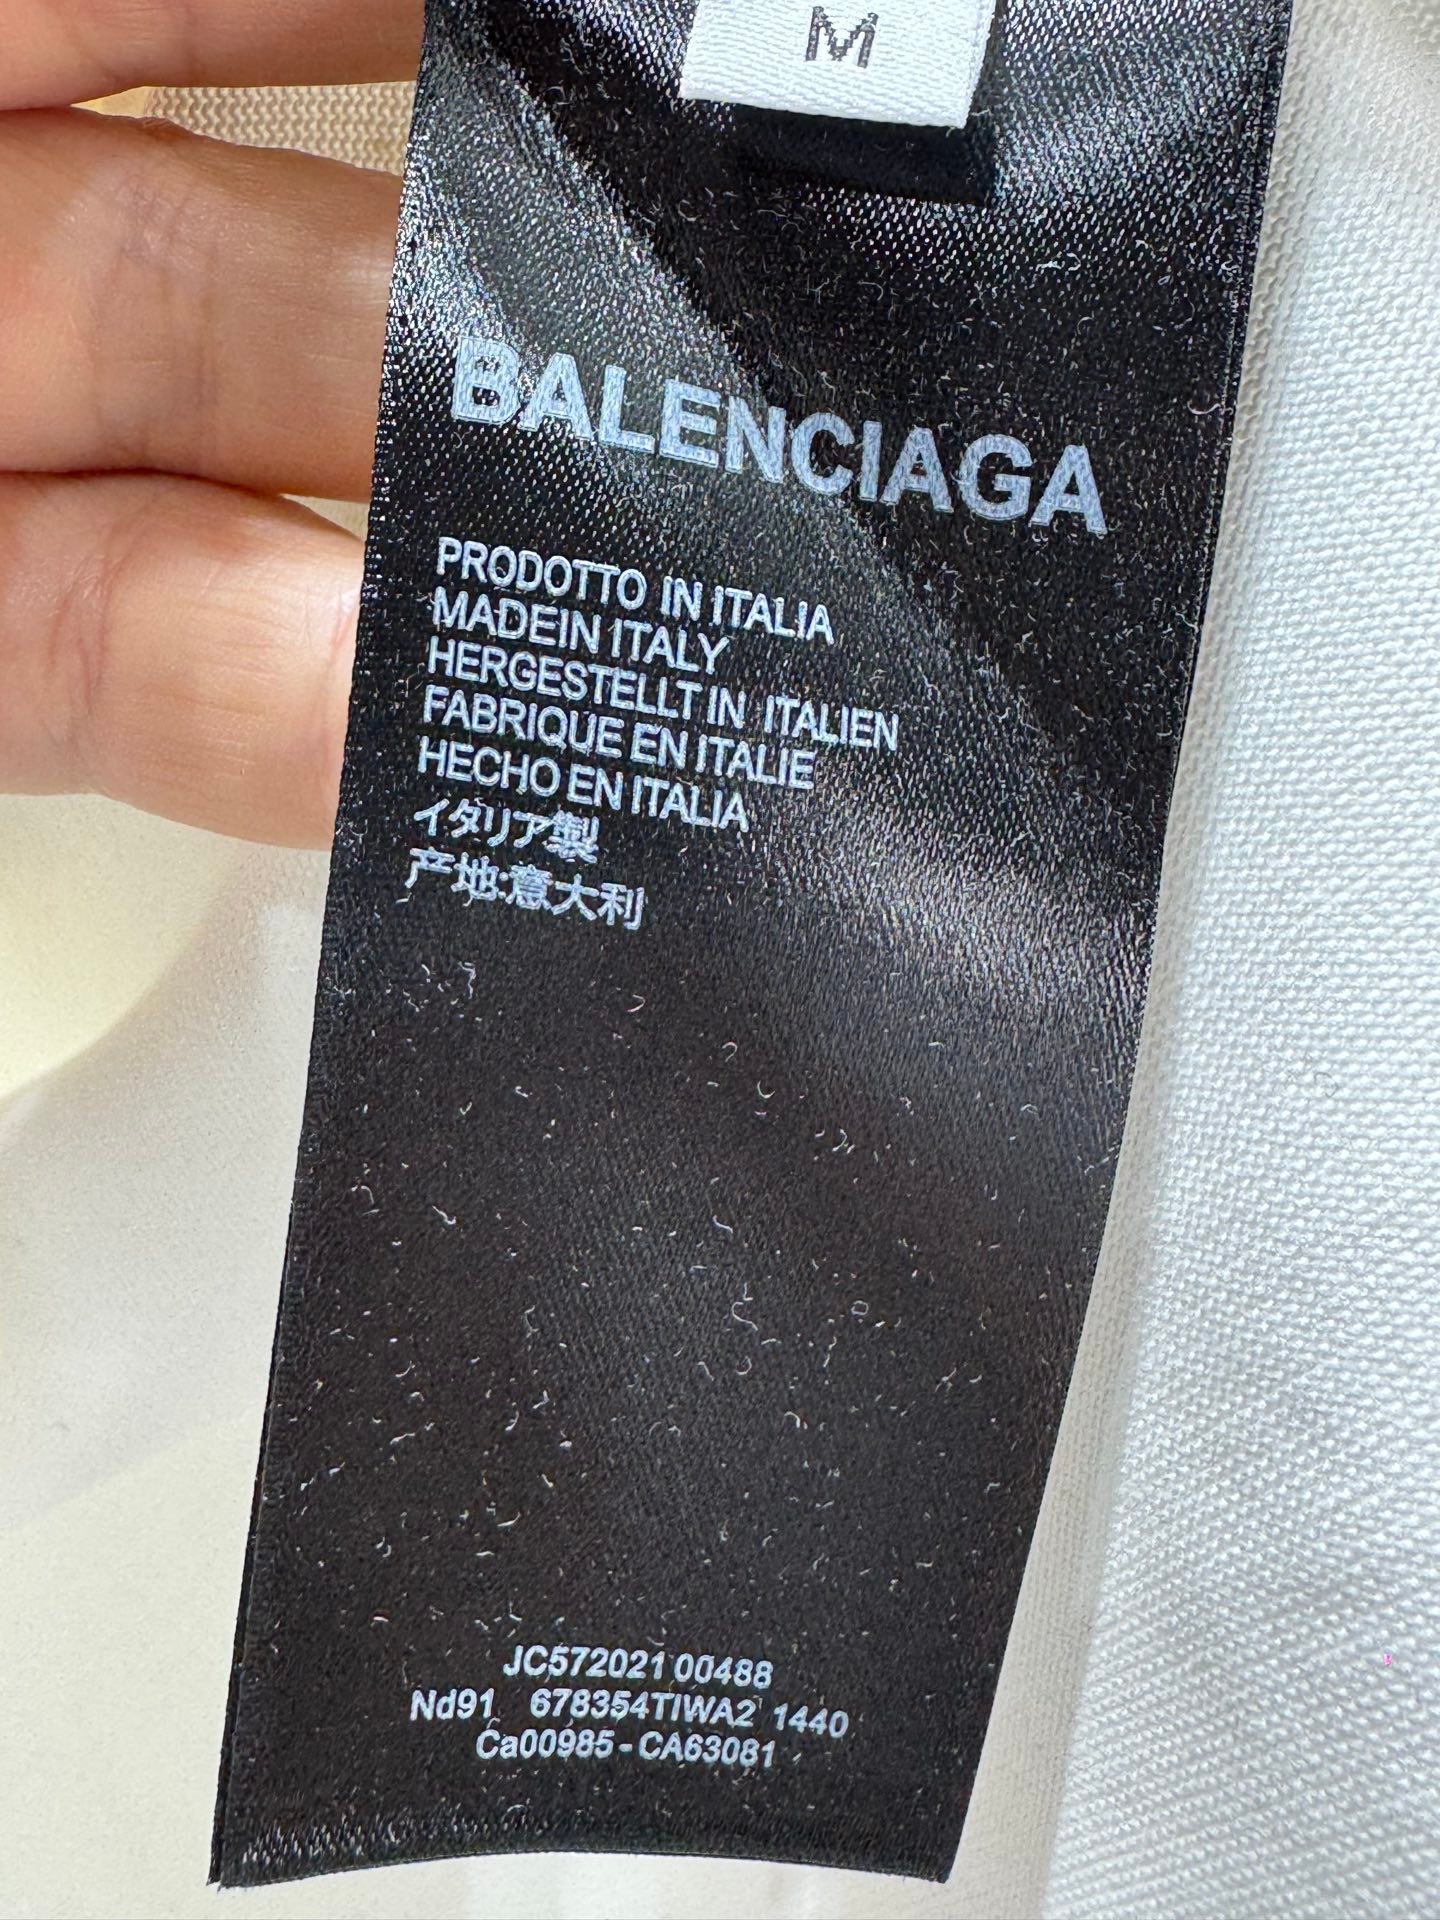 M
BALENCIAGA
PRODOTTO IN ITALIA
MADEIN ITALY
HERGESTELLT IN ITALIEN
FABRIQUE EN ITALIE
HECHO EN ITALIA
イタリア製
产地:意大利
JC572021 00488
Nd91 678354TIWA2 1440
Ca00985-CA63081